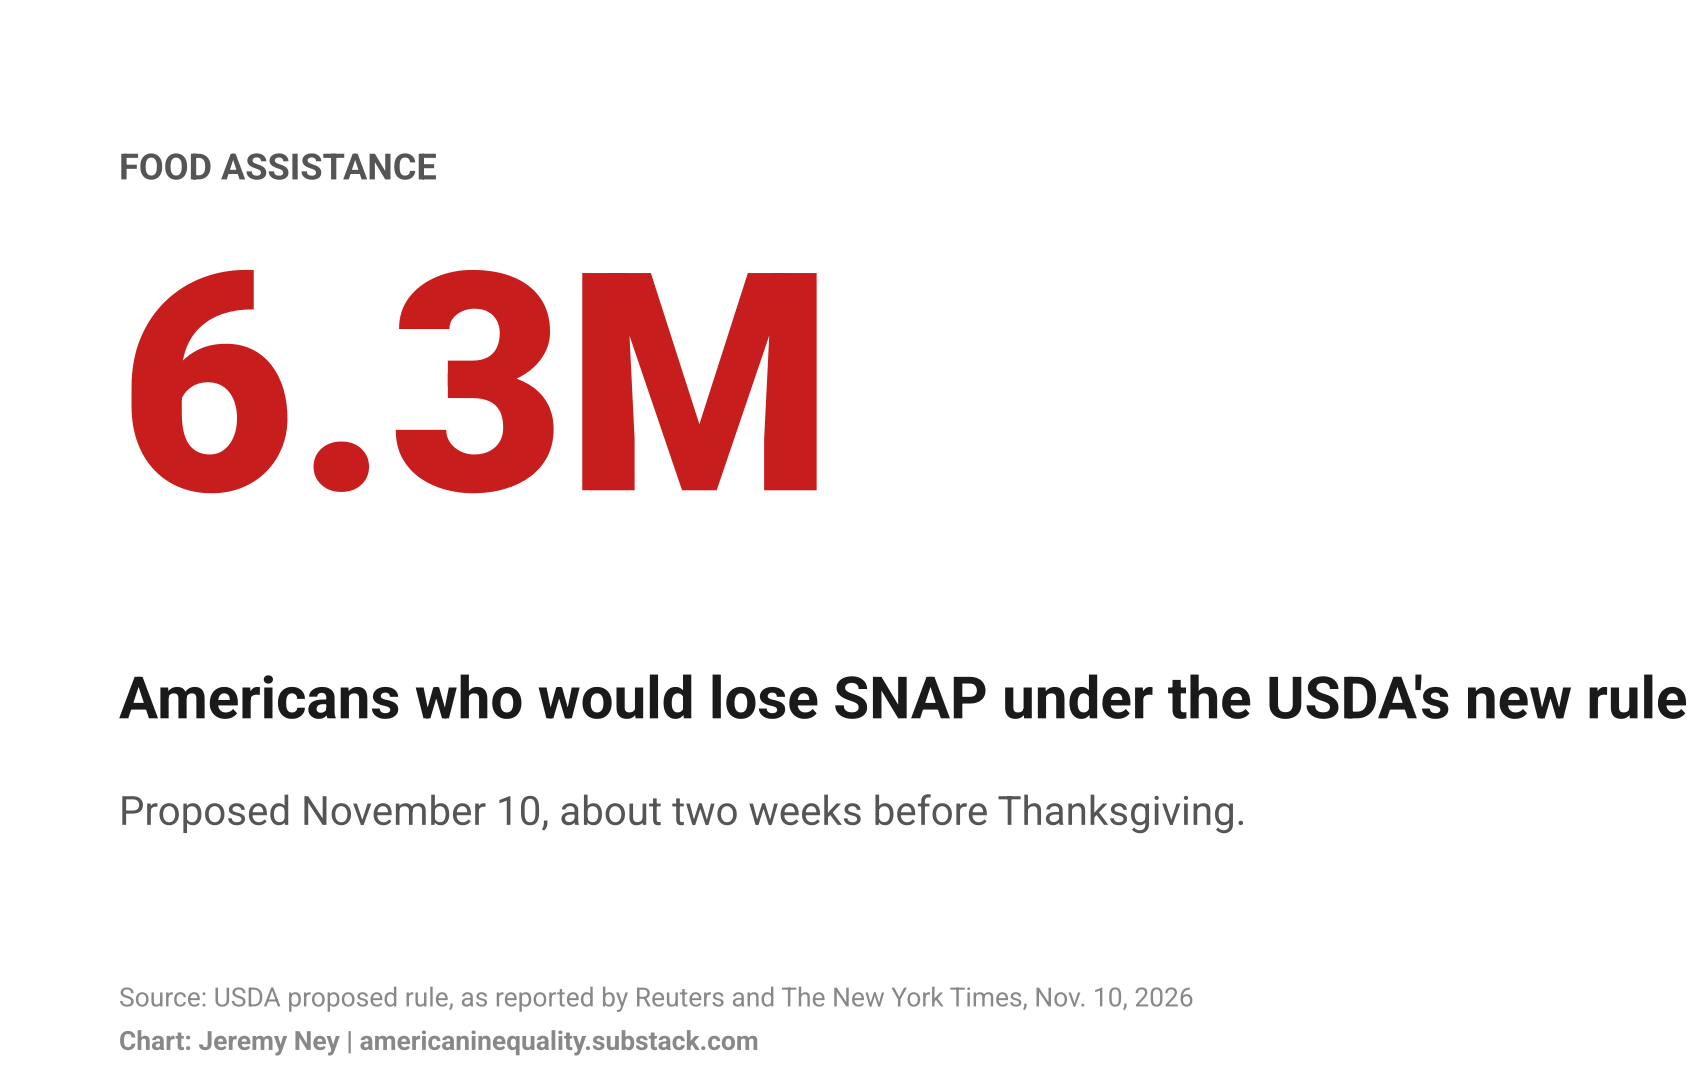 FOOD ASSISTANCE
6.3M
Americans who would lose SNAP under the USDA's new rule
Proposed November 10, about two weeks before Thanksgiving.
Source: USDA proposed rule, as reported by Reuters and The New York Times, Nov. 10, 2026
Chart: Jeremy Ney | americaninequality.substack.com